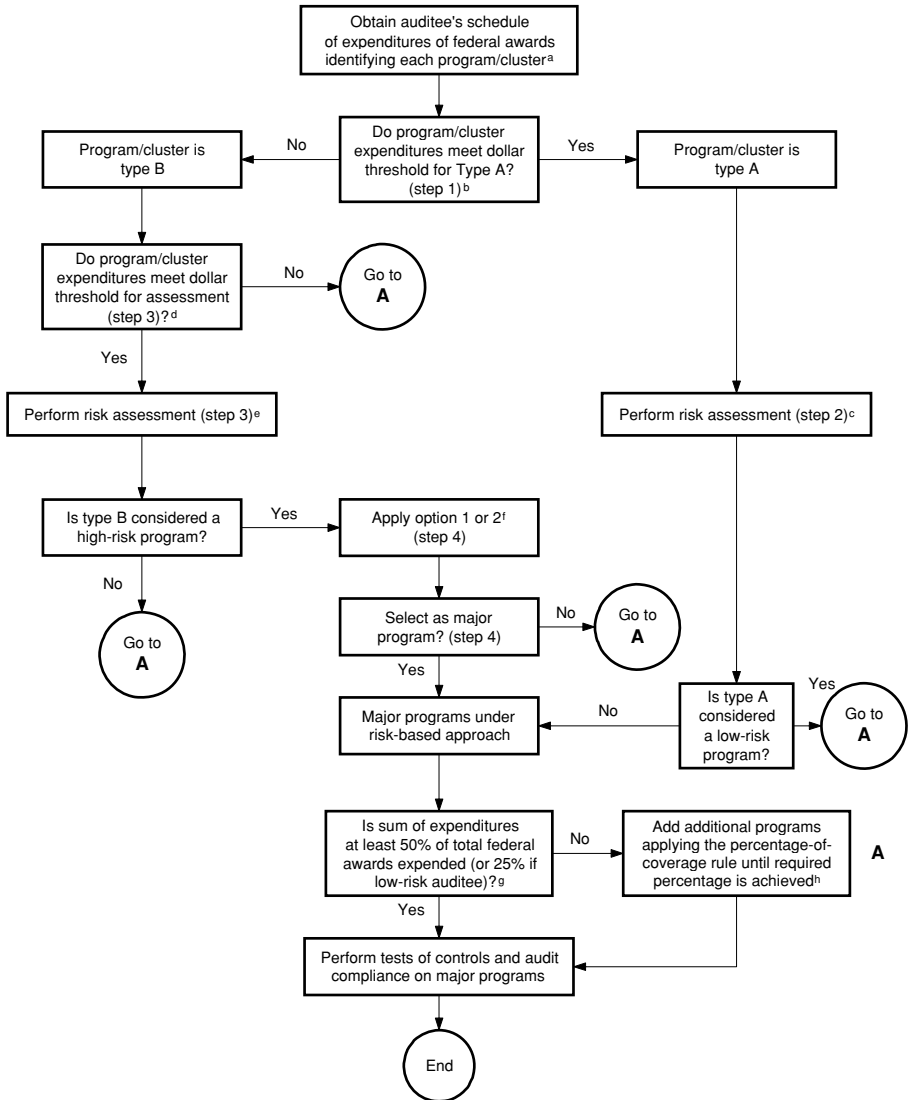 Obtain auditee's schedule
of expenditures of federal awards
identifying each program/clusterᵃ
Program/cluster is
type B
No
Do program/cluster
expenditures meet dollar
threshold for Type A?
(step 1)ᵇ
Yes
Program/cluster is
type A
Do program/cluster
expenditures meet dollar
threshold for assessment
(step 3)?ᵈ
No
Go to
A
Yes
Perform risk assessment (step 3)ᵉ
Perform risk assessment (step 2)ᶜ
Is type B considered a
high-risk program?
Yes
Apply option 1 or 2ᶠ
(step 4)
No
Go to
A
Select as major
program? (step 4)
No
Go to
A
Yes
Major programs under
risk-based approach
No
Is type A
considered
a low-risk
program?
Yes
Go to
A
Is sum of expenditures
at least 50% of total federal
awards expended (or 25% if
low-risk auditee)?ᵍ
No
Add additional programs
applying the percentage-of-
coverage rule until required
percentage is achievedʰ
A
Yes
Perform tests of controls and audit
compliance on major programs
End